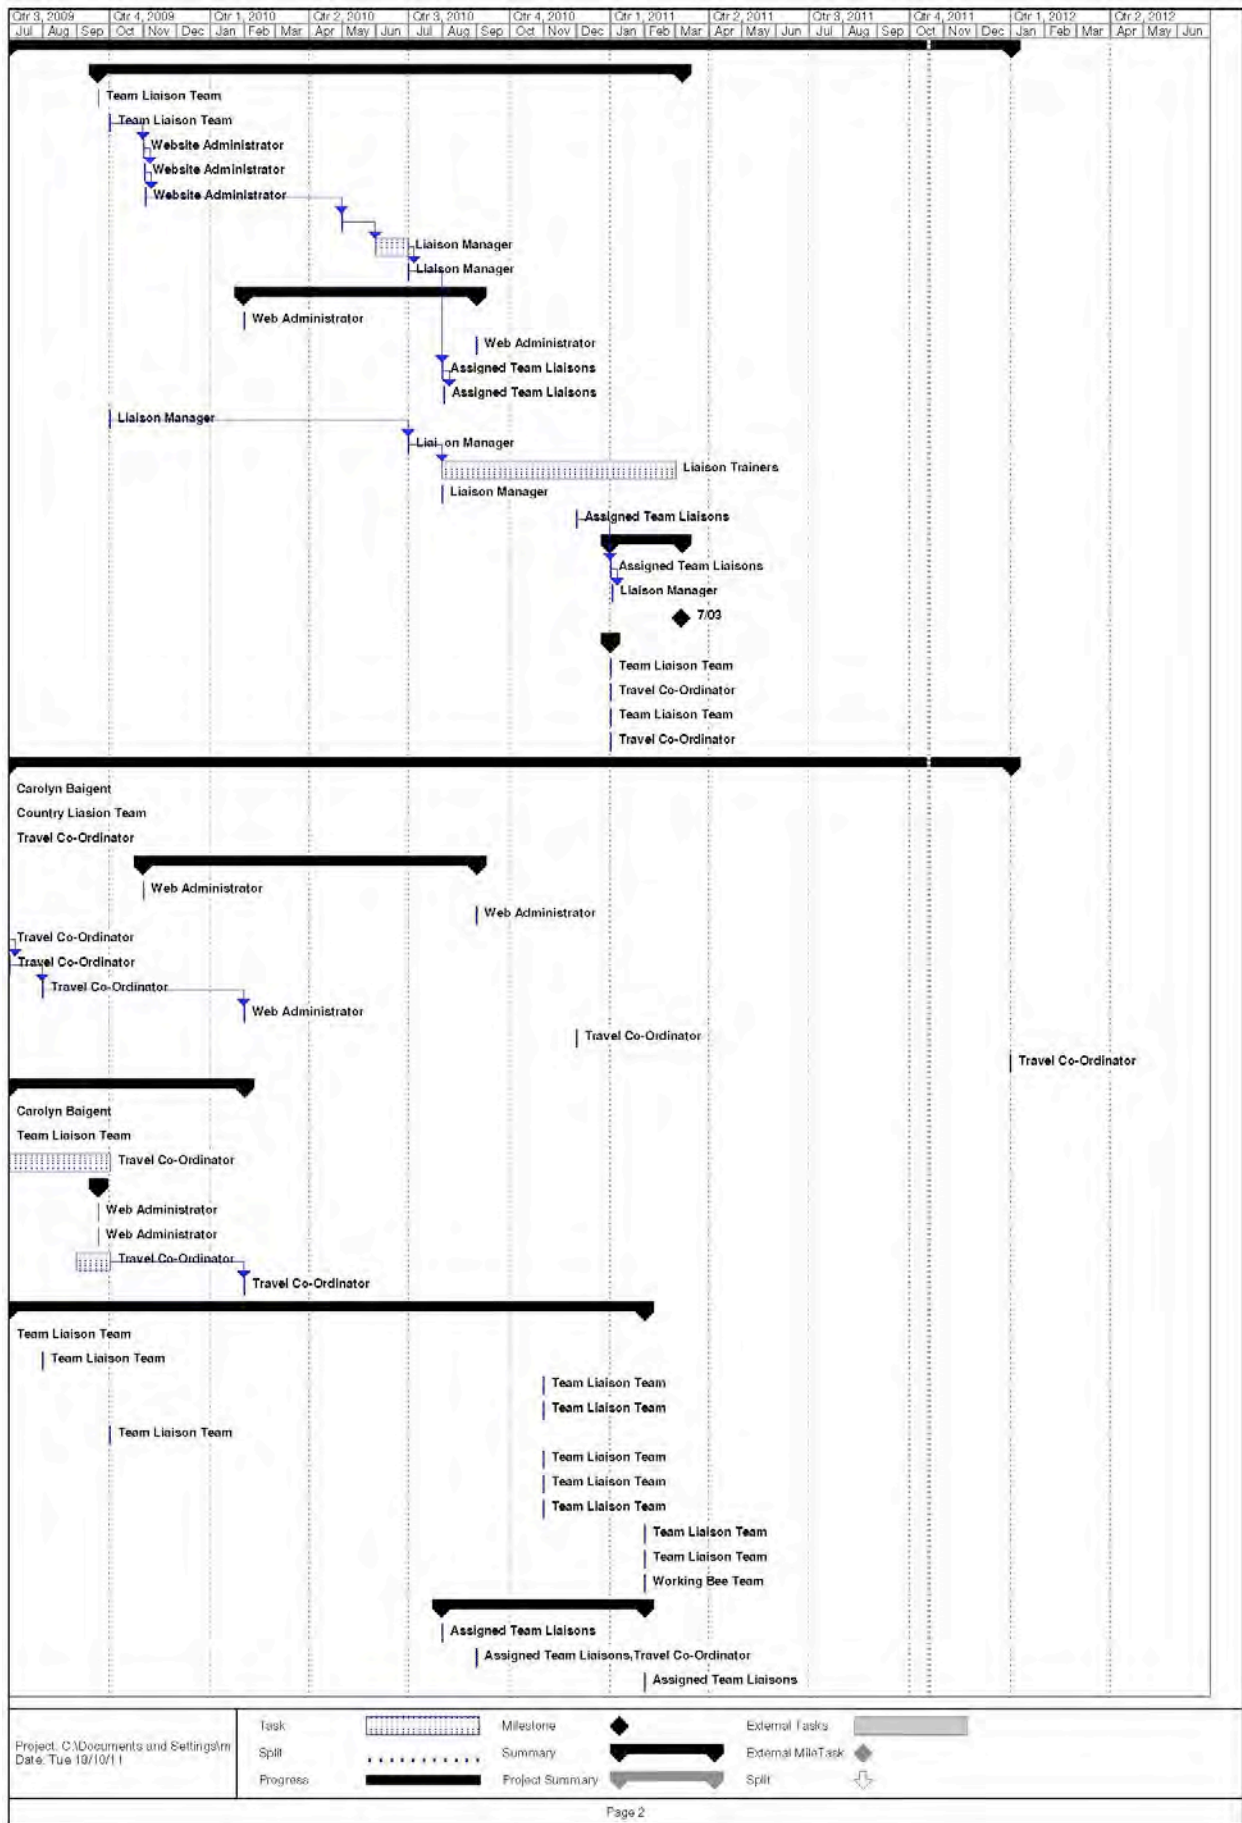 Qtr 3, 2009 Qtr 4, 2009 Qtr 1, 2010 Qtr 2, 2010 Qtr 3, 2010 Qtr 4, 2010 Qtr 1, 2011 Qtr 2, 2011 Qtr 3, 2011 Qtr 4, 2011 Qtr 1, 2012 Qtr 2, 2012
Jul Aug Sep Oct Nov Dec Jan Feb Mar Apr May Jun Jul Aug Sep Oct Nov Dec Jan Feb Mar Apr May Jun Jul Aug Sep Oct Nov Dec Jan Feb Mar Apr May Jun
Team Liaison Team
Team Liaison Team
Website Administrator
Website Administrator
Website Administrator
Liaison Manager
Liaison Manager
Web Administrator
Web Administrator
Assigned Team Liaisons
Assigned Team Liaisons
Liaison Manager
Liaison Manager
Liaison Trainers
Liaison Manager
Assigned Team Liaisons
Assigned Team Liaisons
Liaison Manager
7/03
Team Liaison Team
Travel Co-Ordinator
Team Liaison Team
Travel Co-Ordinator
Carolyn Baigent
Country Liasion Team
Travel Co-Ordinator
Web Administrator
Web Administrator
Travel Co-Ordinator
Travel Co-Ordinator
Travel Co-Ordinator
Web Administrator
Travel Co-Ordinator
Travel Co-Ordinator
Carolyn Baigent
Team Liaison Team
Travel Co-Ordinator
Web Administrator
Web Administrator
Travel Co-Ordinator
Travel Co-Ordinator
Team Liaison Team
Team Liaison Team
Team Liaison Team
Team Liaison Team
Team Liaison Team
Team Liaison Team
Team Liaison Team
Team Liaison Team
Team Liaison Team
Team Liaison Team
Working Bee Team
Assigned Team Liaisons
Assigned Team Liaisons,Travel Co-Ordinator
Assigned Team Liaisons
Project: C:\Documents and Settings\m
Date: Tue 18/10/11
Task Milestone External Tasks
Split Summary External MileTask
Progress Project Summary Split
Page 2